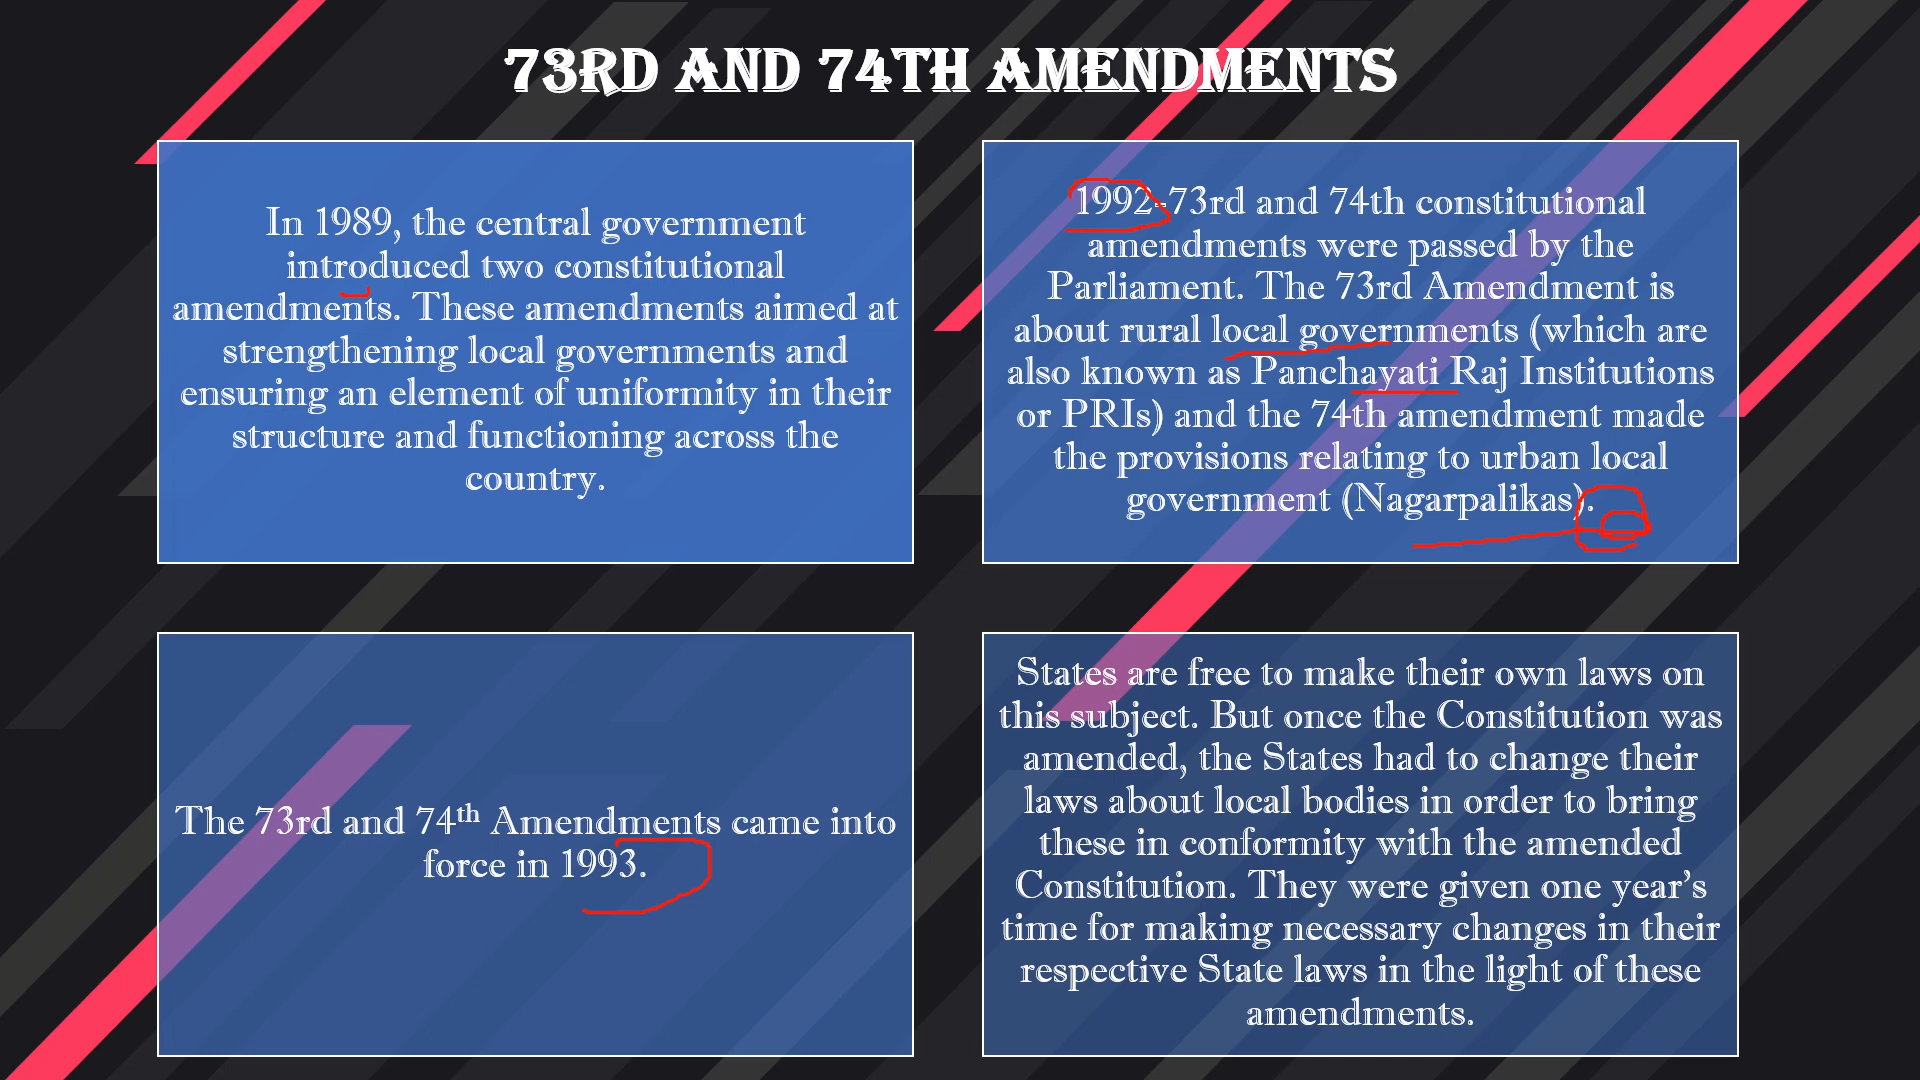 73RD AND 74TH AMENDMENTS
In 1989, the central government
introduced two constitutional
amendments. These amendments aimed at
strengthening local governments and
ensuring an element of uniformity in their
structure and functioning across the
country.
1992-73rd and 74th constitutional
amendments were passed by the
Parliament. The 73rd Amendment is
about rural local governments (which are
also known as Panchayati Raj Institutions
or PRIs) and the 74th amendment made
the provisions relating to urban local
government (Nagarpalikas).
The 73rd and 74th Amendments came into
force in 1993.
States are free to make their own laws on
this subject. But once the Constitution was
amended, the States had to change their
laws about local bodies in order to bring
these in conformity with the amended
Constitution. They were given one year’s
time for making necessary changes in their
respective State laws in the light of these
amendments.